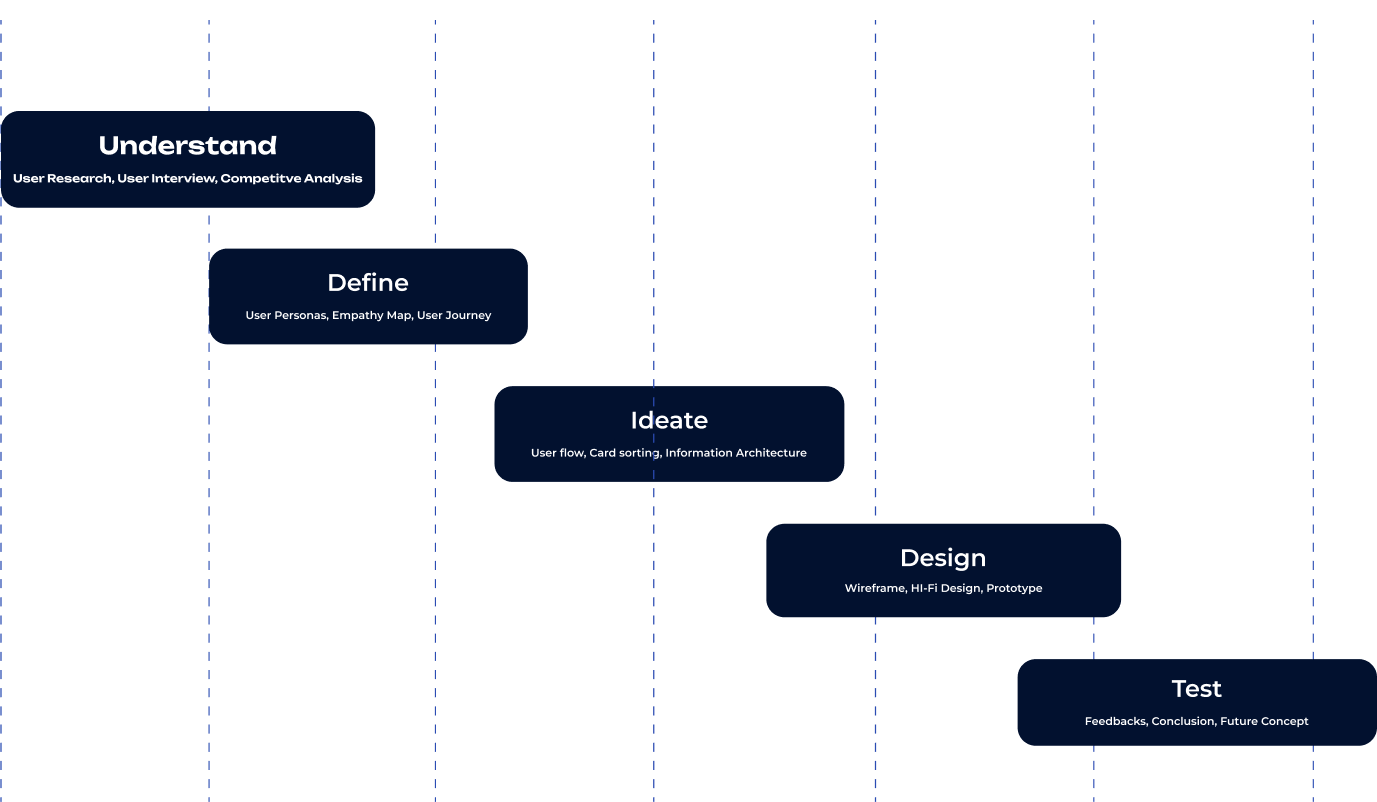 Understand
User Research, User Interview, Competitve Analysis
Define
User Personas, Empathy Map, User Journey
Ideate
User flow, Card sorting, Information Architecture
Design
Wireframe, HI-Fi Design, Prototype
Test
Feedbacks, Conclusion, Future Concept